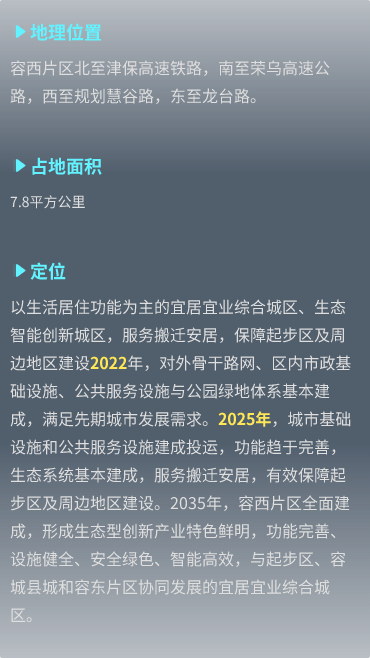 地理位置
容西片区北至津保高速铁路，南至荣乌高速公
路，西至规划慧谷路，东至龙台路。
占地面积
7.8平方公里
定位
以生活居住功能为主的宜居宜业综合城区、生态
智能创新城区，服务搬迁安居，保障起步区及周
边地区建设2022年，对外骨干路网、区内市政基
础设施、公共服务设施与公园绿地体系基本建
成，满足先期城市发展需求。2025年，城市基础
设施和公共服务设施建成投运，功能趋于完善，
生态系统基本建成，服务搬迁安居，有效保障起
步区及周边地区建设。2035年，容西片区全面建
成，形成生态型创新产业特色鲜明，功能完善、
设施健全、安全绿色、智能高效，与起步区、容
城县城和容东片区协同发展的宜居宜业综合城
区。